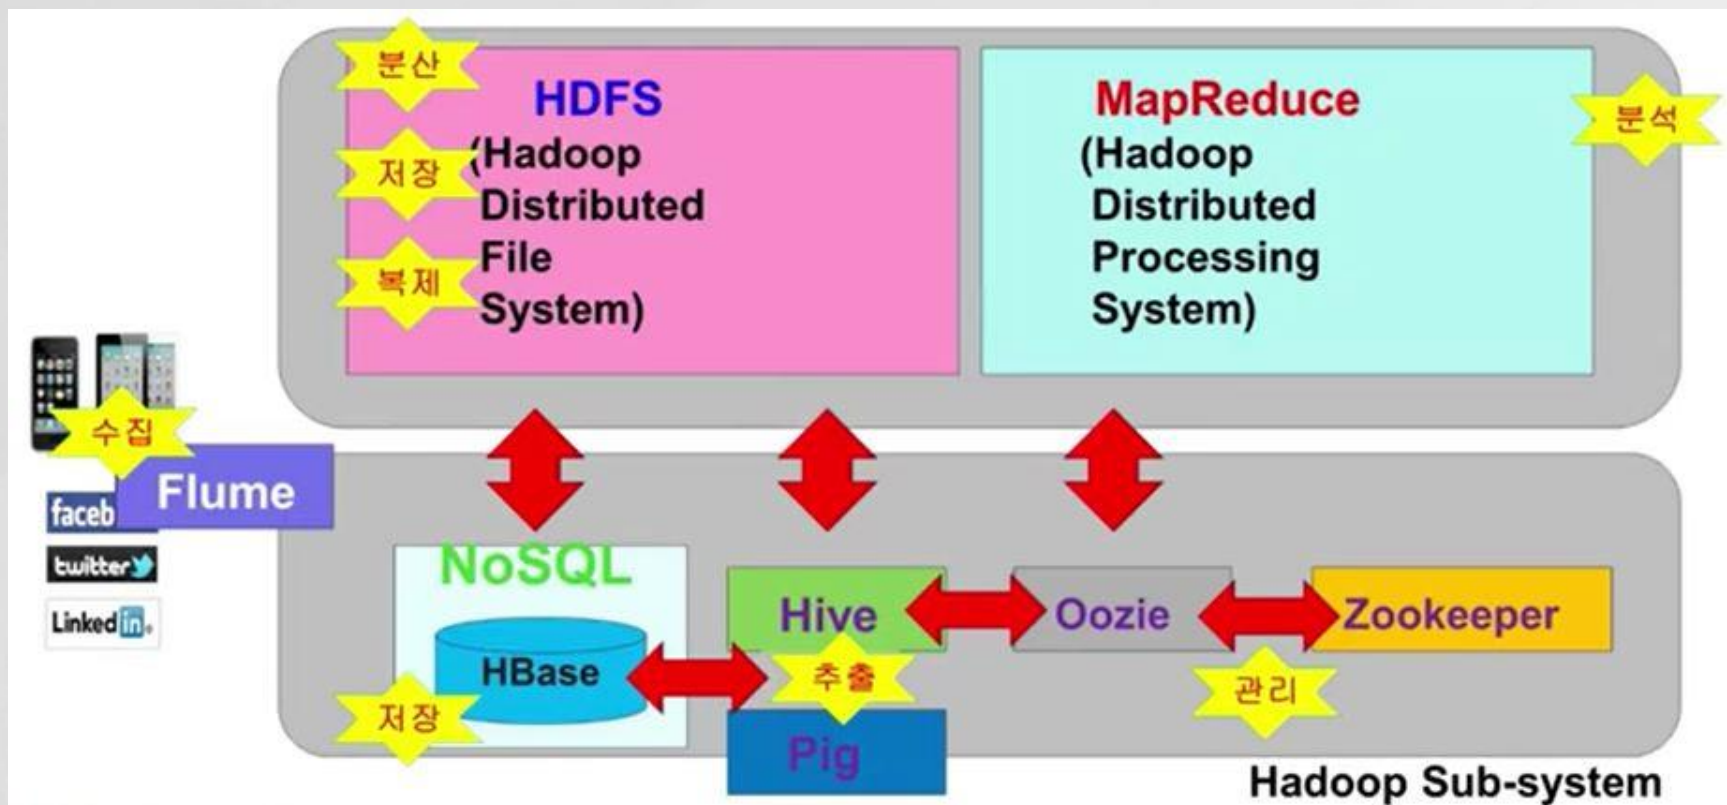 분산
HDFS
저장
(Hadoop
Distributed
복제
File
System)
MapReduce
(Hadoop
Distributed
Processing
System)
분석
수집
Flume
faceb
twitter
Linked in
NoSQL
HBase
저장
Hive
추출
Pig
Oozie
Zookeeper
관리
Hadoop Sub-system